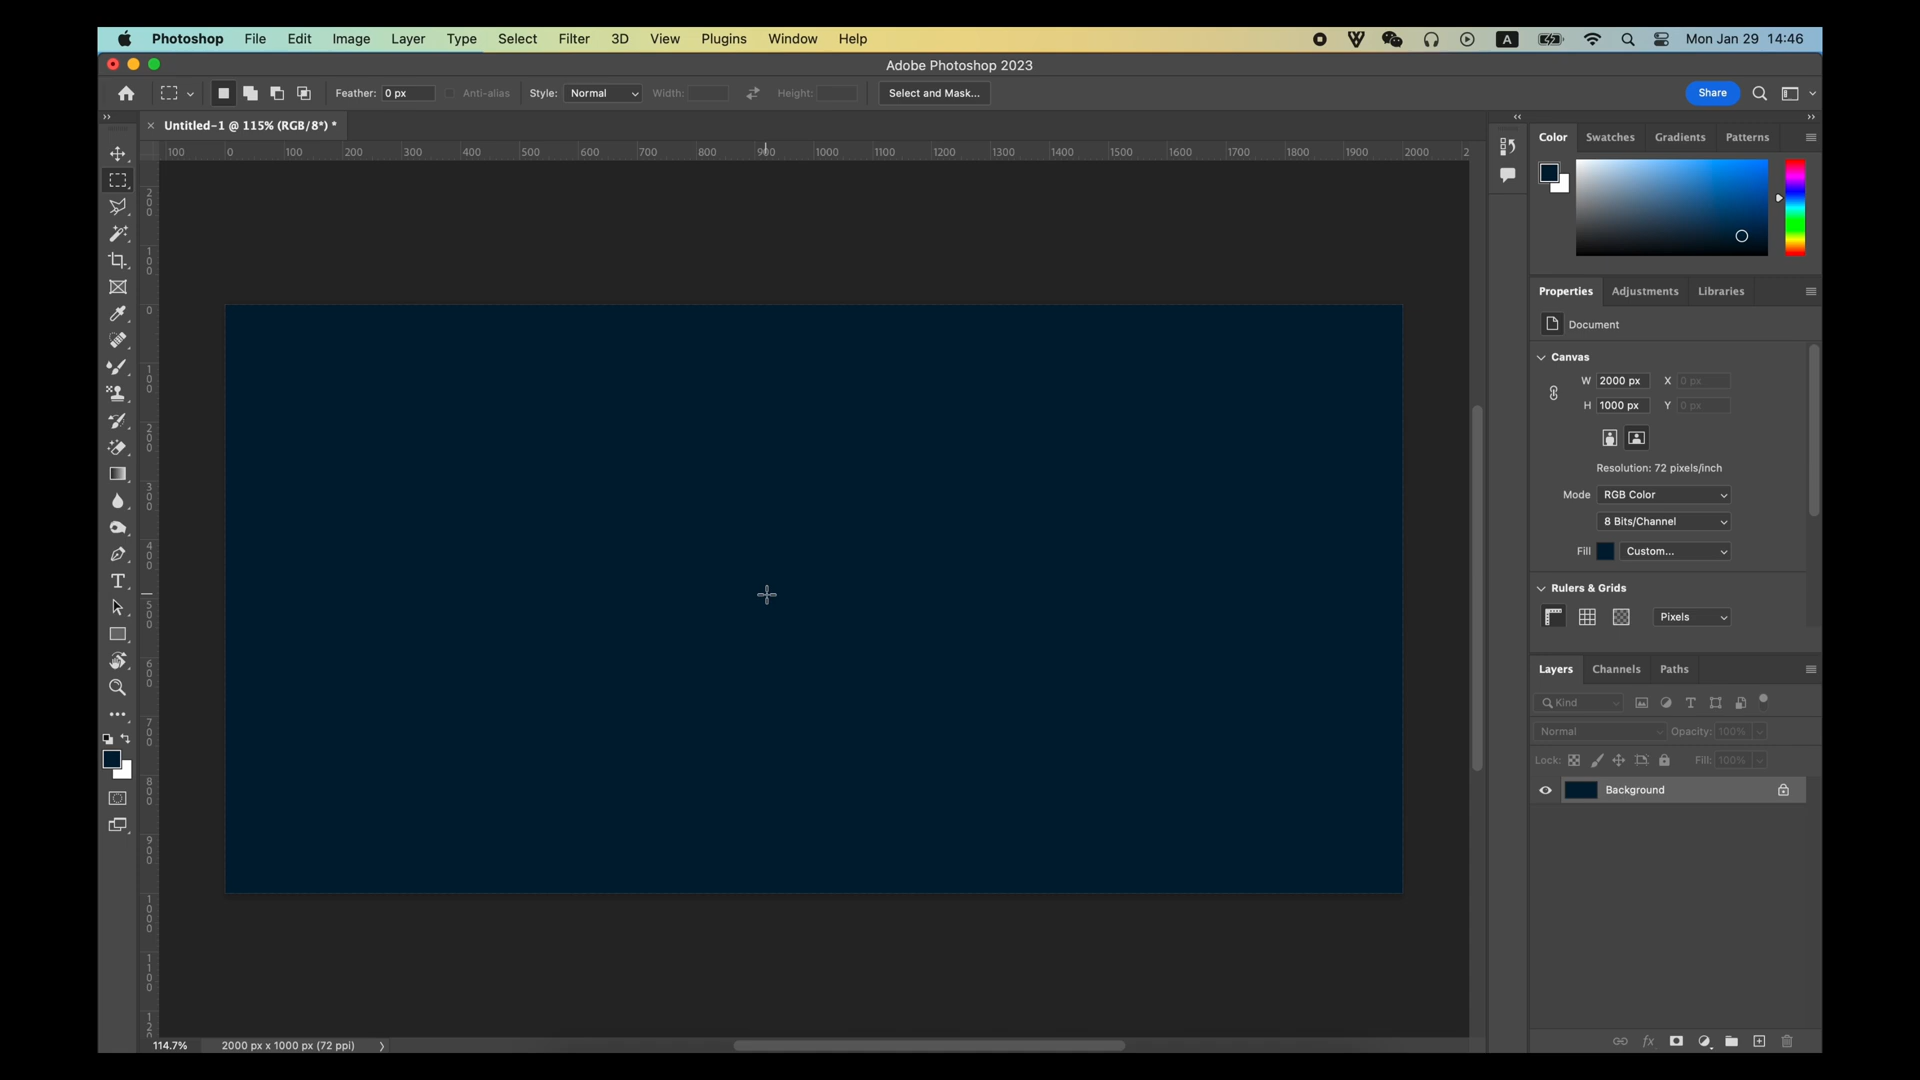 Photoshop File Edit Image Layer Type Select Filter 3D View Plugins Window Help A Mon Jan 29 14:46
Adobe Photoshop 2023
Feather: 0 px Anti-alias Style: Normal Width: Height: Select and Mask... Share
Untitled-1 @ 115% (RGB/8*) *
100 0 100 200 300 400 500 600 700 800 900 1000 1100 1200 1300 1400 1500 1600 1700 1800 1900 2000 2
200
100
0
100
200
300
400
500
600
700
800
900
1000
1100
120
Color Swatches Gradients Patterns
Properties Adjustments Libraries
Document
Canvas
W 2000 px X 0 px
H 1000 px Y 0 px
Resolution: 72 pixels/inch
Mode RGB Color
8 Bits/Channel
Fill Custom...
Rulers & Grids
Pixels
Layers Channels Paths
Kind
Normal Opacity: 100%
Lock: Fill: 100%
Background
fx
114.7% 2000 px x 1000 px (72 ppi)